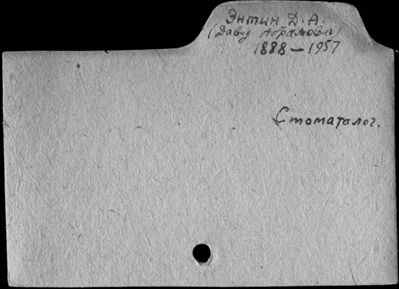 Энтин Д. А.
(Давид Абрамович)
1888 — 1957
Стоматолог.